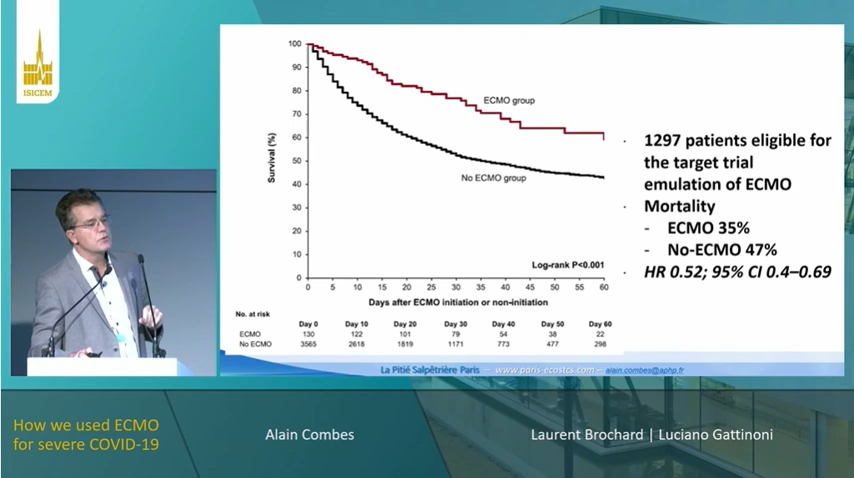 ISICEM
100
90
80
70
60
50
40
30
20
10
0
Survival (%)
ECMO group
No ECMO group
Log-rank P<0.001
0 5 10 15 20 25 30 35 40 45 50 55 60
Days after ECMO initiation or non-initiation
No. at risk
Day 0 Day 10 Day 20 Day 30 Day 40 Day 50 Day 60
ECMO 130 122 101 79 54 38 22
No ECMO 3565 2618 1819 1171 773 477 298
· 1297 patients eligible for
the target trial
emulation of ECMO
· Mortality
- ECMO 35%
- No-ECMO 47%
· HR 0.52; 95% CI 0.4–0.69
La Pitié Salpêtrière Paris – www.paris-ecostcs.com – alain.combes@aphp.fr
How we used ECMO
for severe COVID-19
Alain Combes
Laurent Brochard | Luciano Gattinoni